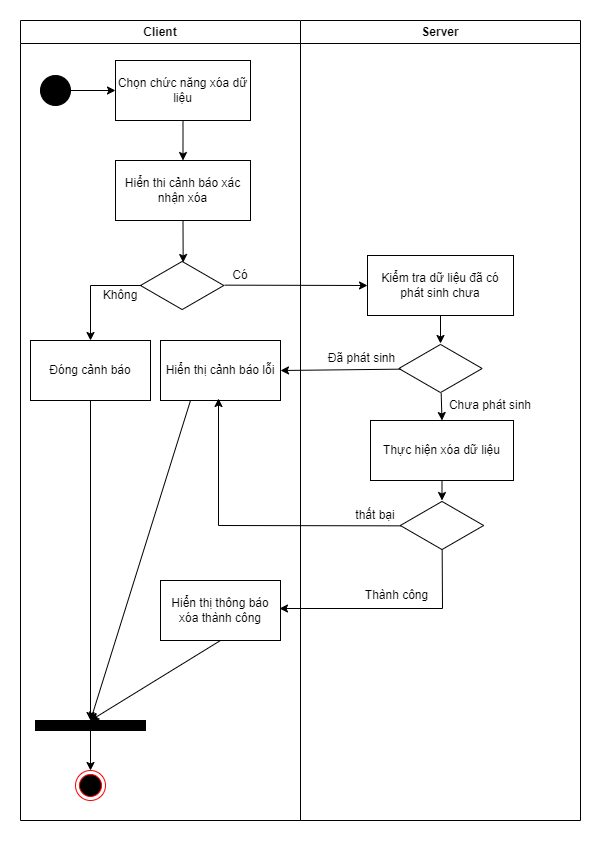 Client
Server
Chọn chức năng xóa dữ
liệu
Hiển thi cảnh báo xác
nhận xóa
Có
Không
Kiểm tra dữ liệu đã có
phát sinh chưa
Đóng cảnh báo
Hiển thị cảnh báo lỗi
Đã phát sinh
Chưa phát sinh
Thực hiện xóa dữ liệu
thất bại
Thành công
Hiển thị thông báo
xóa thành công